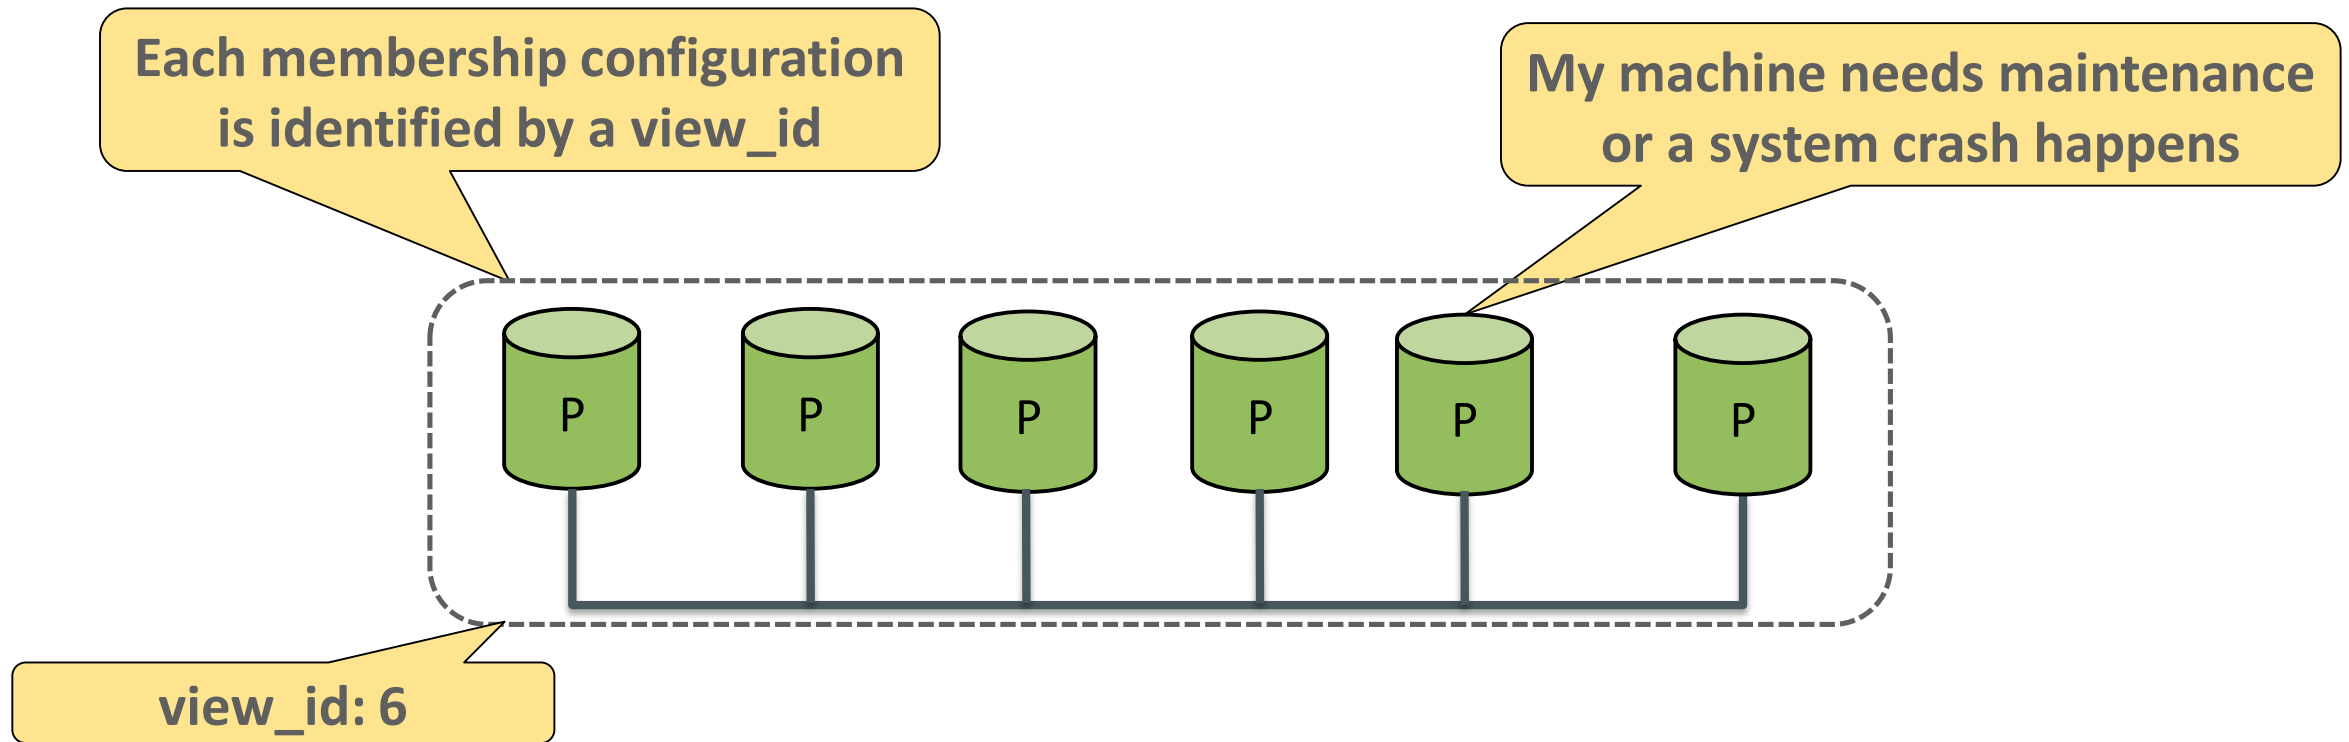 Each membership configuration
is identified by a view_id
My machine needs maintenance
or a system crash happens
P
P
P
P
P
P
view_id: 6